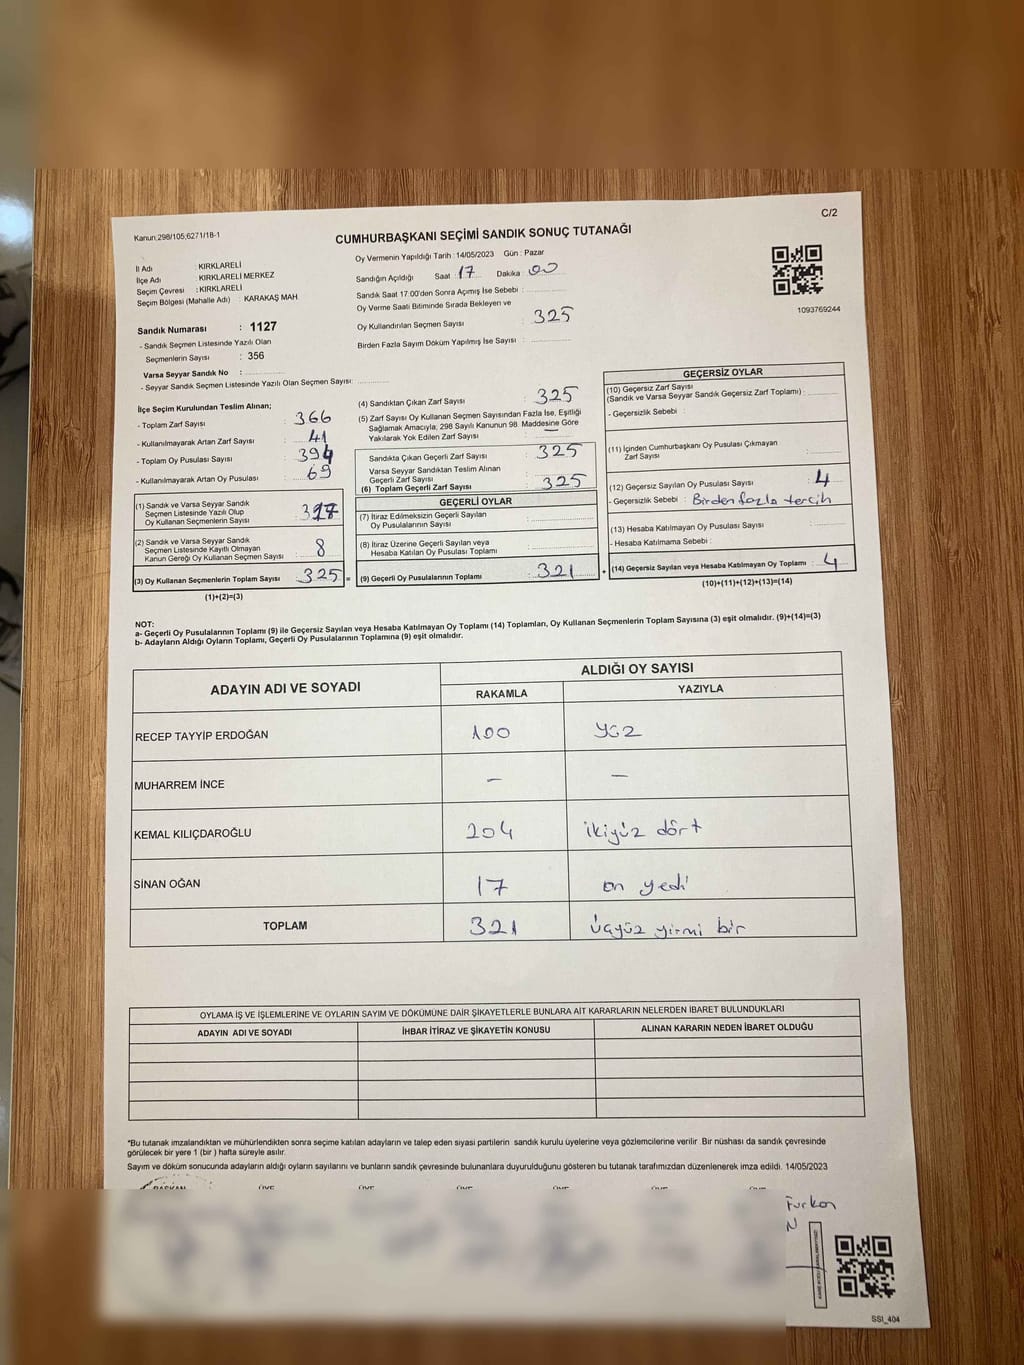 Kanun;298/105;6271/18-1
C/2
CUMHURBAŞKANI SEÇİMİ SANDIK SONUÇ TUTANAĞI
İl Adı : KIRKLARELİ
İlçe Adı : KIRKLARELİ MERKEZ
Seçim Çevresi : KIRKLARELİ
Seçim Bölgesi (Mahalle Adı) : KARAKAŞ MAH.
Sandık Numarası : 1127
- Sandık Seçmen Listesinde Yazılı Olan
Seçmenlerin Sayısı : 356
Varsa Seyyar Sandık No :
- Seyyar Sandık Seçmen Listesinde Yazılı Olan Seçmen Sayısı:
Oy Vermenin Yapıldığı Tarih : 14/05/2023 Gün : Pazar
Sandığın Açıldığı Saat 17 Dakika 00
Sandık Saat 17.00'den Sonra Açımış İse Sebebi :
Oy Verme Saati Bitiminde Sırada Bekleyen ve
Oy Kullandırılan Seçmen Sayısı : 325
Birden Fazla Sayım Döküm Yapılmış İse Sayısı :
1093769244
İlçe Seçim Kurulundan Teslim Alınan;
- Toplam Zarf Sayısı : 366
- Kullanılmayarak Artan Zarf Sayısı : 41
- Toplam Oy Pusulası Sayısı : 394
- Kullanılmayarak Artan Oy Pusulası : 69
(1) Sandık ve Varsa Seyyar Sandık
Seçmen Listesinde Yazılı Olup
Oy Kullanan Seçmenlerin Sayısı : 317
(2) Sandık ve Varsa Seyyar Sandık
Seçmen Listesinde Kayıtlı Olmayan
Kanun Gereği Oy Kullanan Seçmen Sayısı : 8
(3) Oy Kullanan Seçmenlerin Toplam Sayısı : 325 =
(1)+(2)=(3)
(4) Sandıktan Çıkan Zarf Sayısı : 325
(5) Zarf Sayısı Oy Kullanan Seçmen Sayısından Fazla İse, Eşitliği
Sağlamak Amacıyla, 298 Sayılı Kanunun 98. Maddesine Göre
Yakılarak Yok Edilen Zarf Sayısı : —
Sandıkta Çıkan Geçerli Zarf Sayısı : 325
Varsa Seyyar Sandıktan Teslim Alınan
Geçerli Zarf Sayısı
(6) Toplam Geçerli Zarf Sayısı : 325
GEÇERLİ OYLAR
(7) İtiraz Edilmeksizin Geçerli Sayılan
Oy Pusulalarının Sayısı :
(8) İtiraz Üzerine Geçerli Sayılan veya
Hesaba Katılan Oy Pusulası Toplamı :
(9) Geçerli Oy Pusulalarının Toplamı : 321 +
GEÇERSİZ OYLAR
(10) Geçersiz Zarf Sayısı
(Sandık ve Varsa Seyyar Sandık Geçersiz Zarf Toplamı) :
- Geçersizlik Sebebi :
(11) İçinden Cumhurbaşkanı Oy Pusulası Çıkmayan
Zarf Sayısı :
(12) Geçersiz Sayılan Oy Pusulası Sayısı : 4
- Geçersizlik Sebebi : Birden fazla tercih
(13) Hesaba Katılmayan Oy Pusulası Sayısı :
- Hesaba Katılmama Sebebi :
(14) Geçersiz Sayılan veya Hesaba Katılmayan Oy Toplamı : 4
(10)+(11)+(12)+(13)=(14)
NOT:
a- Geçerli Oy Pusulalarının Toplamı (9) ile Geçersiz Sayılan veya Hesaba Katılmayan Oy Toplamı (14) Toplamları, Oy Kullanan Seçmenlerin Toplam Sayısına (3) eşit olmalıdır. (9)+(14)=(3)
b- Adayların Aldığı Oyların Toplamı, Geçerli Oy Pusulalarının Toplamına (9) eşit olmalıdır.
ADAYIN ADI VE SOYADI ALDIĞI OY SAYISI
RAKAMLA YAZIYLA
RECEP TAYYİP ERDOĞAN 100 yüz
MUHARREM İNCE — —
KEMAL KILIÇDAROĞLU 204 ikiyüz dört
SİNAN OĞAN 17 on yedi
TOPLAM 321 üçyüz yirmi bir
OYLAMA İŞ VE İŞLEMLERİNE VE OYLARIN SAYIM VE DÖKÜMÜNE DAİR ŞİKAYETLERLE BUNLARA AİT KARARLARIN NELERDEN İBARET BULUNDUKLARI
ADAYIN ADI VE SOYADI İHBAR İTİRAZ VE ŞİKAYETİN KONUSU ALINAN KARARIN NEDEN İBARET OLDUĞU
*Bu tutanak imzalandıktan ve mühürlendikten sonra seçime katılan adayların ve talep eden siyasi partilerin sandık kurulu üyelerine veya gözlemcilerine verilir. Bir nüshası da sandık çevresinde
görülecek bir yere 1 (bir ) hafta süreyle asılır.
Sayım ve döküm sonucunda adayların aldığı oyların sayılarını ve bunların sandık çevresinde bulunanlara duyurulduğunu gösteren bu tutanak tarafımızdan düzenlenerek imza edildi. 14/05/2023
BAŞKAN ÜYE ÜYE ÜYE ÜYE ÜYE ÜYE
Furkan
N
SSI_404